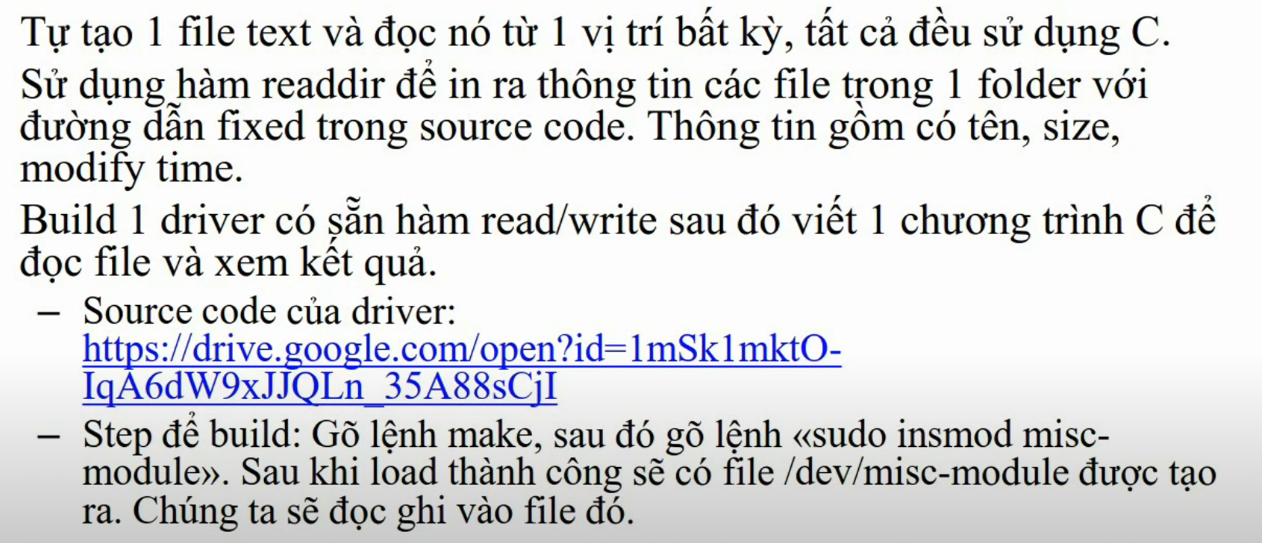 Tự tạo 1 file text và đọc nó từ 1 vị trí bất kỳ, tất cả đều sử dụng C.
Sử dụng hàm readdir để in ra thông tin các file trong 1 folder với
đường dẫn fixed trong source code. Thông tin gồm có tên, size,
modify time.
Build 1 driver có sẵn hàm read/write sau đó viết 1 chương trình C để
đọc file và xem kết quả.
– Source code của driver:
https://drive.google.com/open?id=1mSk1mktO-
IqA6dW9xJJQLn_35A88sCjI
– Step để build: Gõ lệnh make, sau đó gõ lệnh «sudo insmod misc-
module». Sau khi load thành công sẽ có file /dev/misc-module được tạo
ra. Chúng ta sẽ đọc ghi vào file đó.